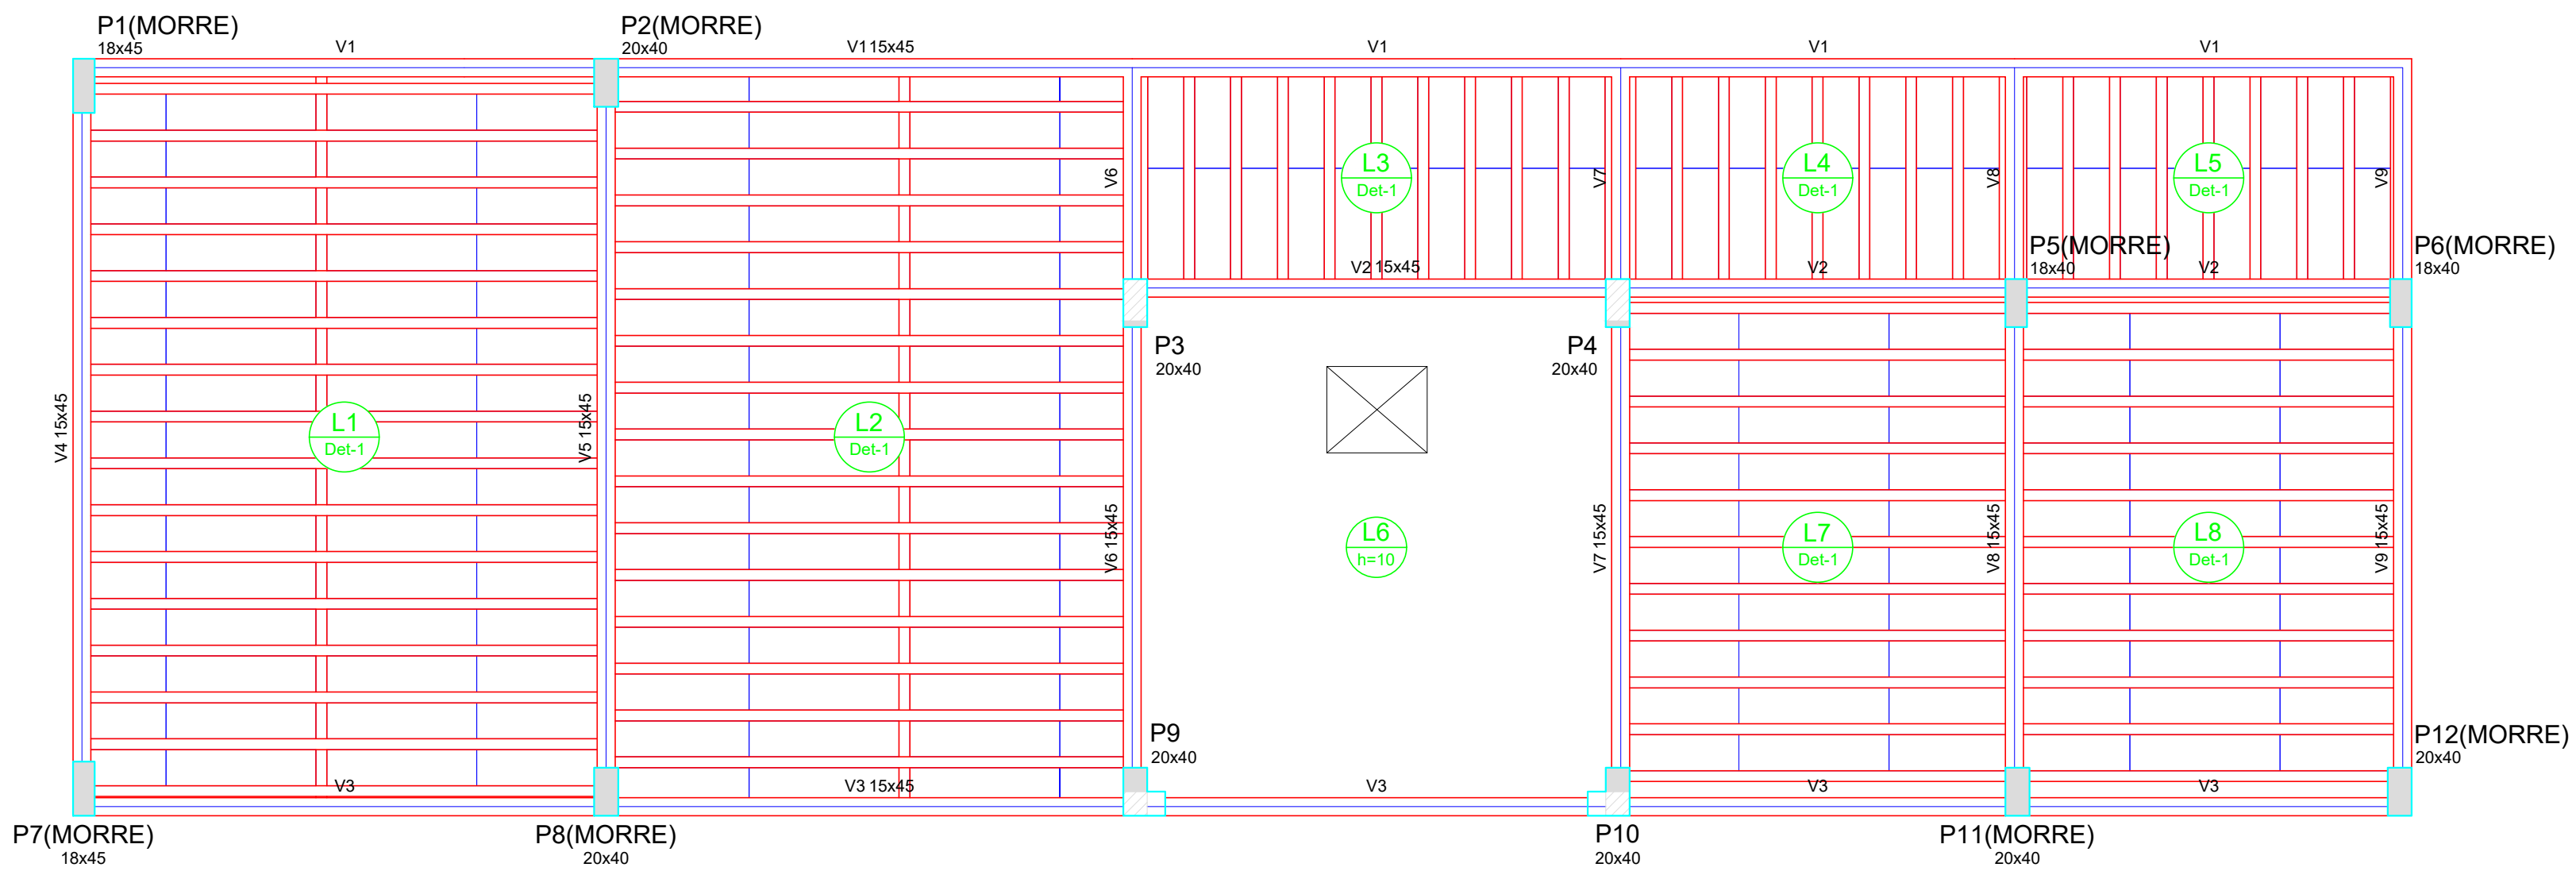 P1(MORRE)
18x45
V1
P2(MORRE)
20x40
V1 15x45
V1
V1
V1
V6
L3
Det-1
V7
L4
Det-1
V8
L5
Det-1
V9
V2 15x45
V2
P5(MORRE)
18x40
V2
P6(MORRE)
18x40
P3
20x40
P4
20x40
V4 15x45
L1
Det-1
V5 15x45
L2
Det-1
V6 15x45
L6
h=10
V7 15x45
L7
Det-1
V8 15x45
L8
Det-1
V9 15x45
P9
20x40
P12(MORRE)
20x40
V3
V3 15x45
V3
V3
V3
P7(MORRE)
18x45
P8(MORRE)
20x40
P10
20x40
P11(MORRE)
20x40